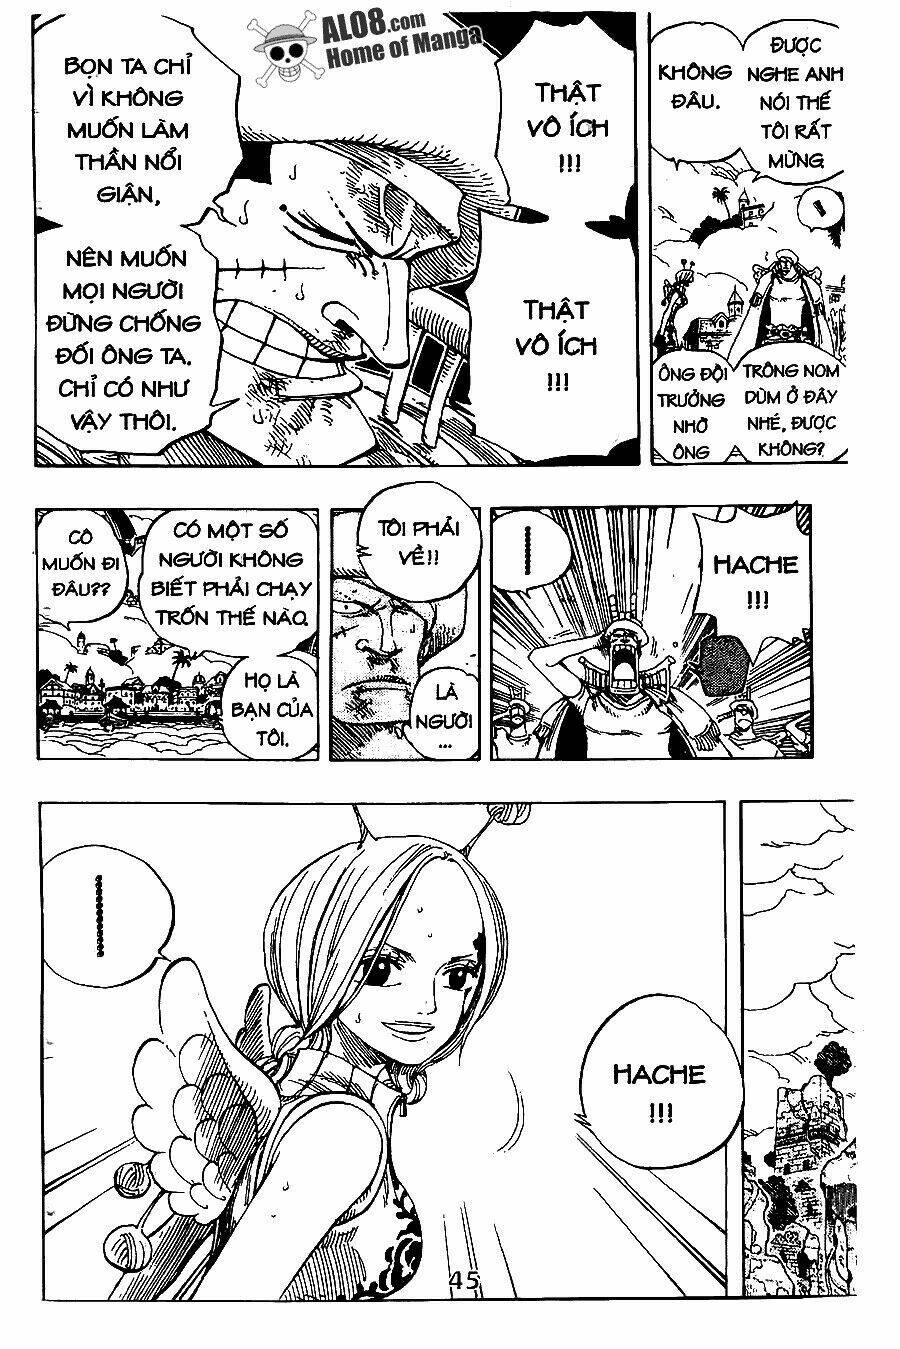 AL08.com
Home of Manga
BỌN TA CHỈ
VÌ KHÔNG
MUỐN LÀM
THẦN NỔI
GIẬN,
NÊN MUỐN
MỌI NGƯỜI
ĐỪNG CHỐNG
ĐỐI ÔNG TA.
CHỈ CÓ NHƯ
VẬY THÔI.
THẬT
VÔ ÍCH
!!!
THẬT
VÔ ÍCH
!!!
KHÔNG
ĐÂU.
ĐƯỢC
NGHE ANH
NÓI THẾ
TÔI RẤT
MỪNG
ÔNG ĐỘI
TRƯỞNG
NHỜ
ÔNG
TRÔNG NOM
DÙM Ở ĐÂY
NHÉ, ĐƯỢC
KHÔNG?
CÔ
MUỐN ĐI
ĐÂU??
CÓ MỘT SỐ
NGƯỜI KHÔNG
BIẾT PHẢI CHẠY
TRỐN THẾ NÀO.
HỌ LÀ
BẠN CỦA
TÔI.
TÔI PHẢI
VỀ!!
LÀ
NGƯỜI
...
HACHE
!!!
HACHE
!!!
45